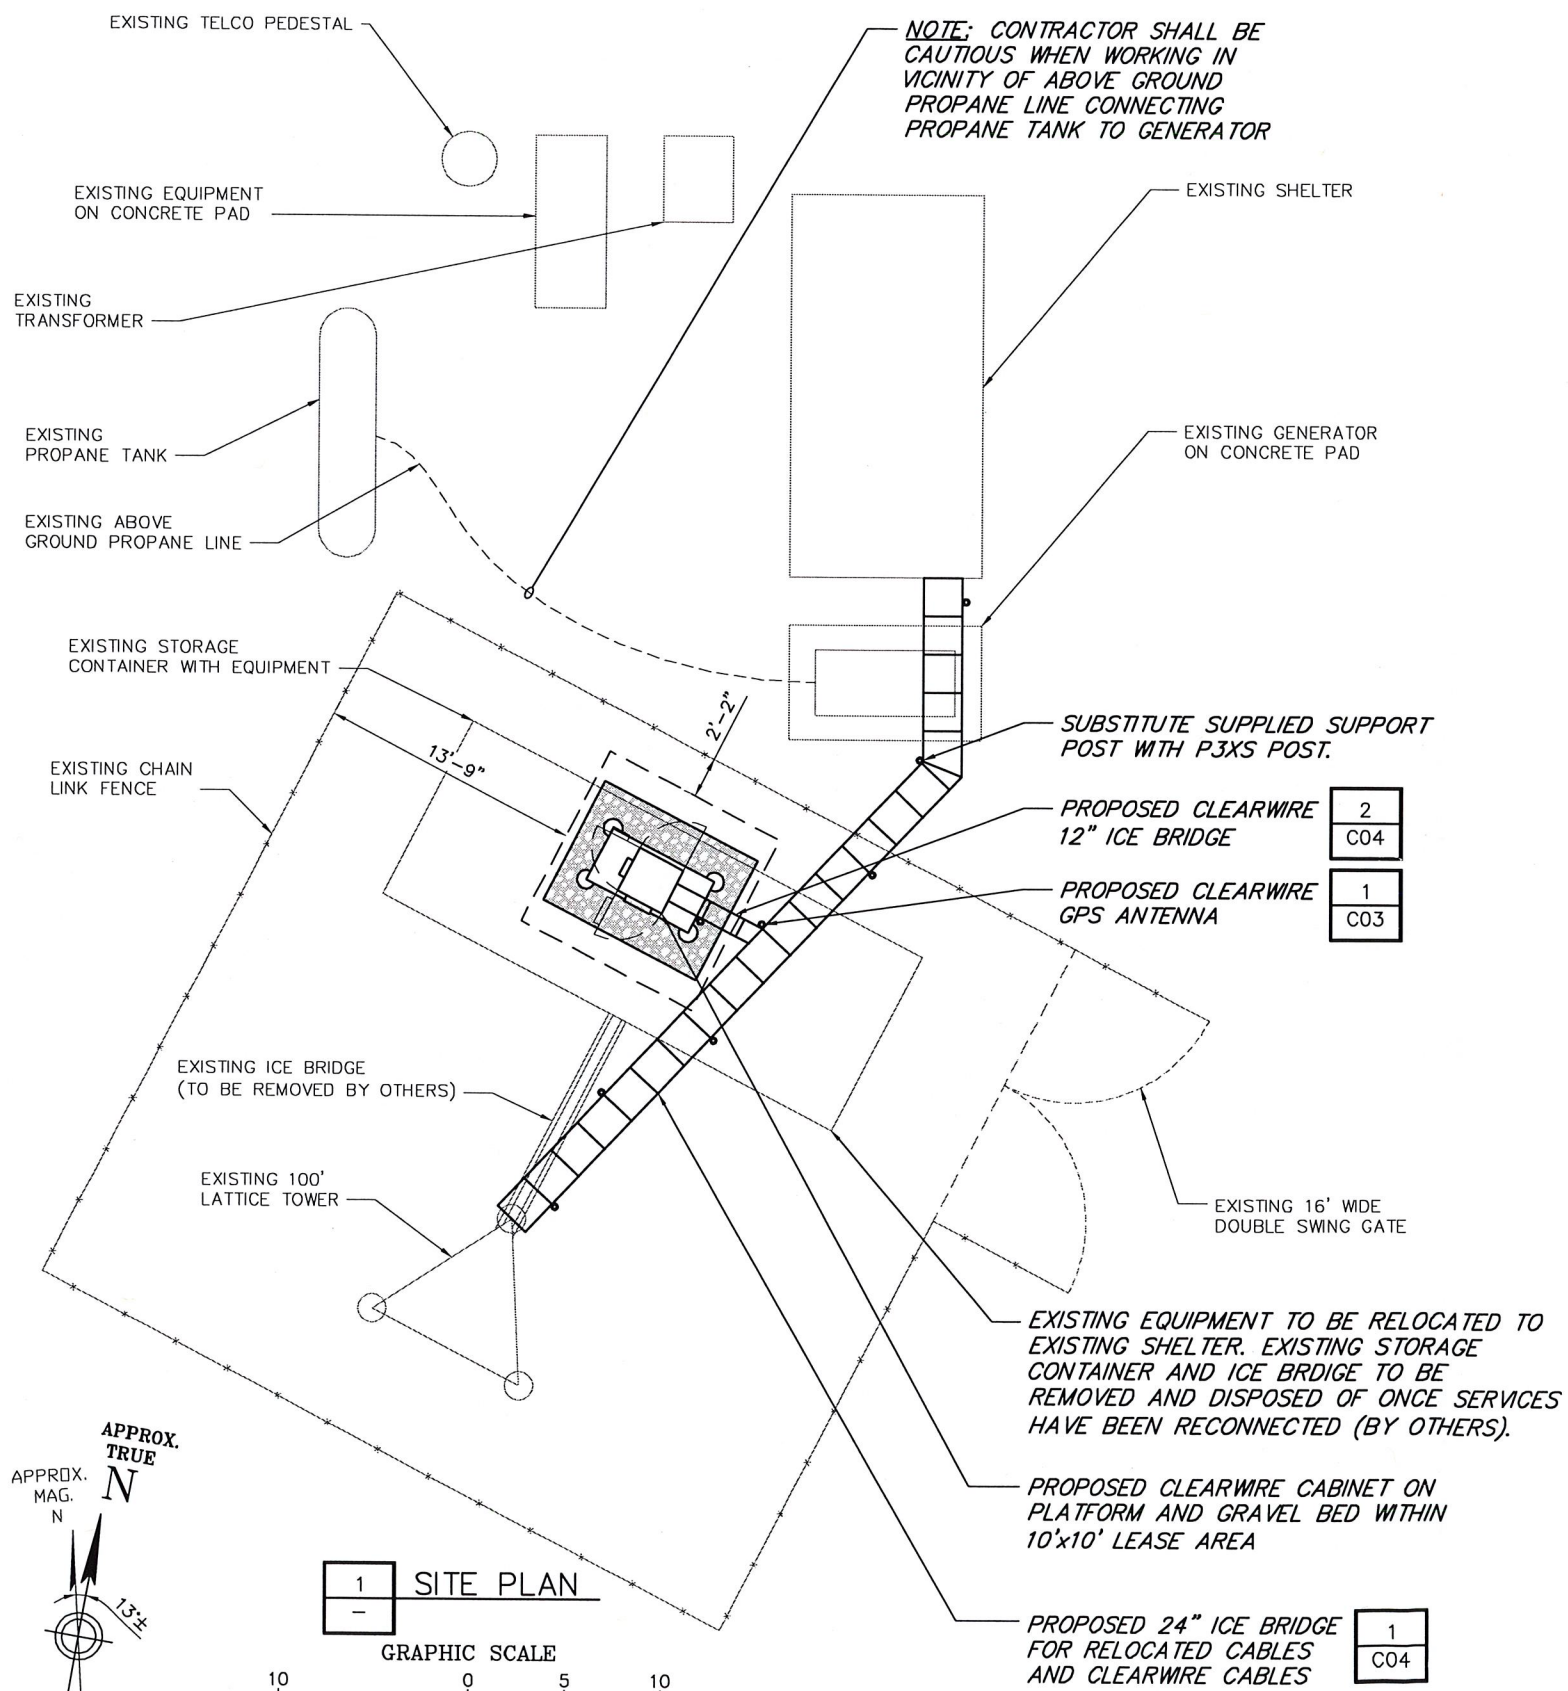 EXISTING TELCO PEDESTAL
NOTE: CONTRACTOR SHALL BE
CAUTIOUS WHEN WORKING IN
VICINITY OF ABOVE GROUND
PROPANE LINE CONNECTING
PROPANE TANK TO GENERATOR
EXISTING EQUIPMENT
ON CONCRETE PAD
EXISTING SHELTER
EXISTING
TRANSFORMER
EXISTING
PROPANE TANK
EXISTING GENERATOR
ON CONCRETE PAD
EXISTING ABOVE
GROUND PROPANE LINE
EXISTING STORAGE
CONTAINER WITH EQUIPMENT
2'-2"
13'-9"
SUBSTITUTE SUPPLIED SUPPORT
POST WITH P3XS POST.
EXISTING CHAIN
LINK FENCE
PROPOSED CLEARWIRE
12" ICE BRIDGE
2
C04
PROPOSED CLEARWIRE
GPS ANTENNA
1
C03
EXISTING ICE BRIDGE
(TO BE REMOVED BY OTHERS)
EXISTING 100'
LATTICE TOWER
EXISTING 16' WIDE
DOUBLE SWING GATE
EXISTING EQUIPMENT TO BE RELOCATED TO
EXISTING SHELTER. EXISTING STORAGE
CONTAINER AND ICE BRDIGE TO BE
REMOVED AND DISPOSED OF ONCE SERVICES
HAVE BEEN RECONNECTED (BY OTHERS).
PROPOSED CLEARWIRE CABINET ON
PLATFORM AND GRAVEL BED WITHIN
10'x10' LEASE AREA
PROPOSED 24" ICE BRIDGE
FOR RELOCATED CABLES
AND CLEARWIRE CABLES
1
C04
APPROX.
TRUE
N
APPROX.
MAG.
N
13°±
1
-
SITE PLAN
GRAPHIC SCALE
10 0 5 10